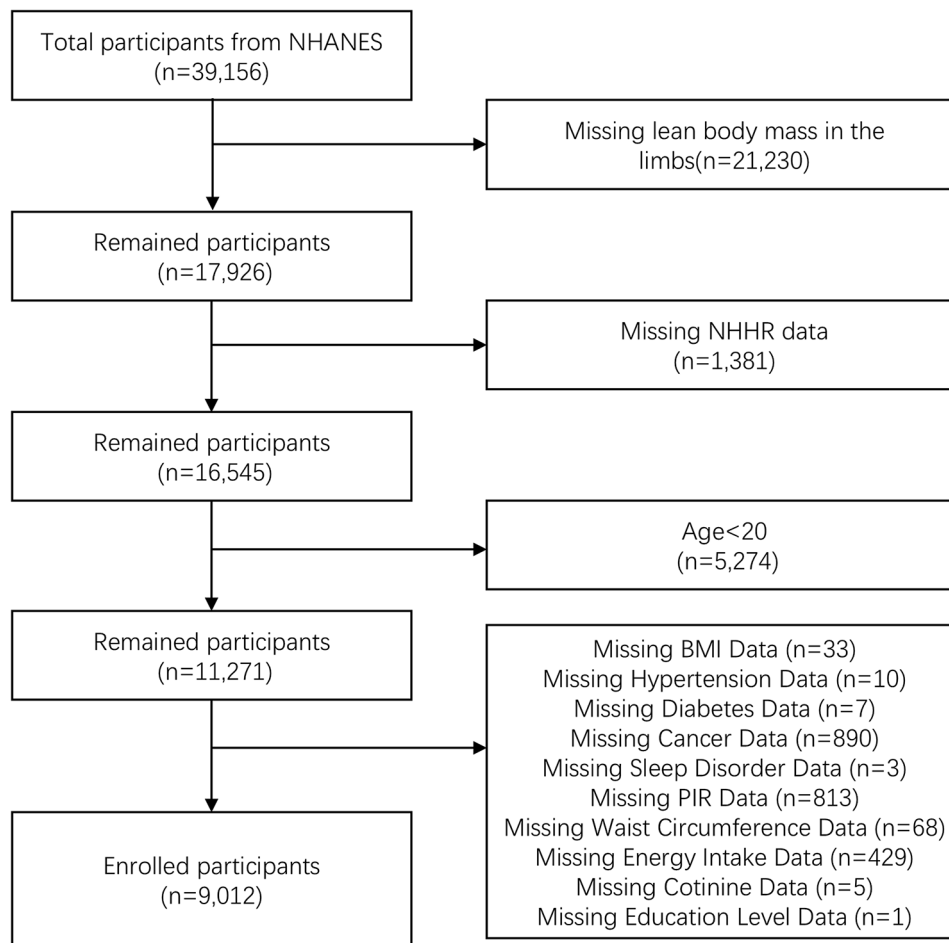 Total participants from NHANES
(n=39,156)
Missing lean body mass in the
limbs(n=21,230)
Remained participants
(n=17,926)
Missing NHHR data
(n=1,381)
Remained participants
(n=16,545)
Age<20
(n=5,274)
Remained participants
(n=11,271)
Missing BMI Data (n=33)
Missing Hypertension Data (n=10)
Missing Diabetes Data (n=7)
Missing Cancer Data (n=890)
Missing Sleep Disorder Data (n=3)
Missing PIR Data (n=813)
Missing Waist Circumference Data (n=68)
Missing Energy Intake Data (n=429)
Missing Cotinine Data (n=5)
Missing Education Level Data (n=1)
Enrolled participants
(n=9,012)